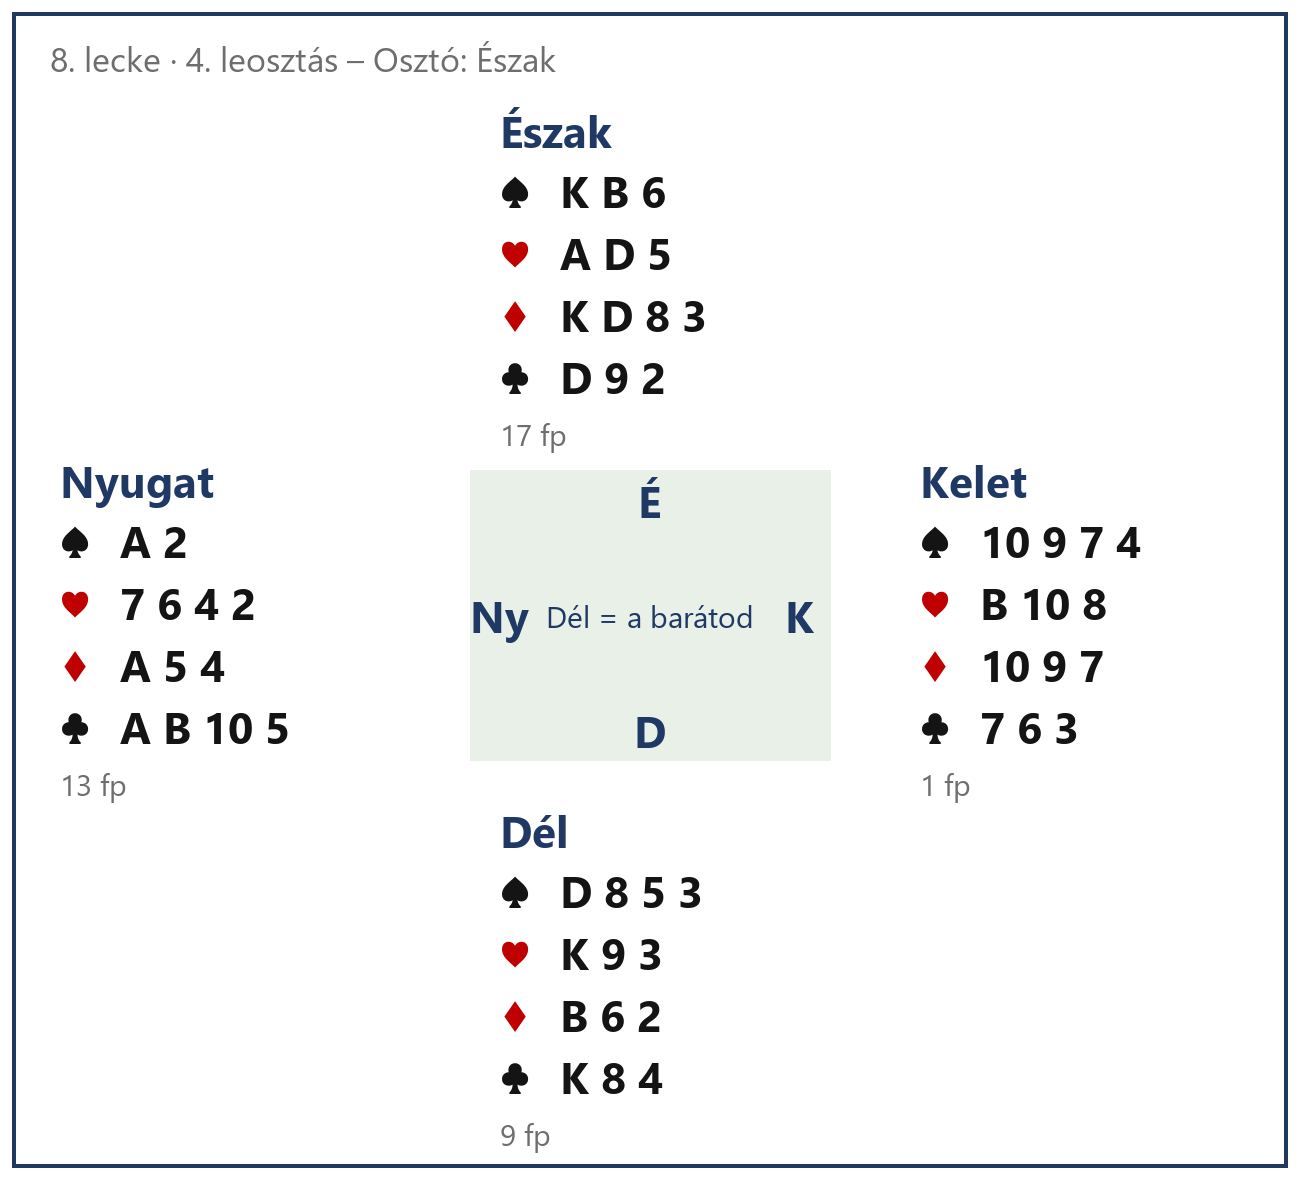 8. lecke · 4. leosztás – Osztó: Észak
Észak
♠ K B 6
♥ A D 5
♦ K D 8 3
♣ D 9 2
17 fp
Nyugat
♠ A 2
♥ 7 6 4 2
♦ A 5 4
♣ A B 10 5
13 fp
É
Ny Dél = a barátod K
D
Kelet
♠ 10 9 7 4
♥ B 10 8
♦ 10 9 7
♣ 7 6 3
1 fp
Dél
♠ D 8 5 3
♥ K 9 3
♦ B 6 2
♣ K 8 4
9 fp